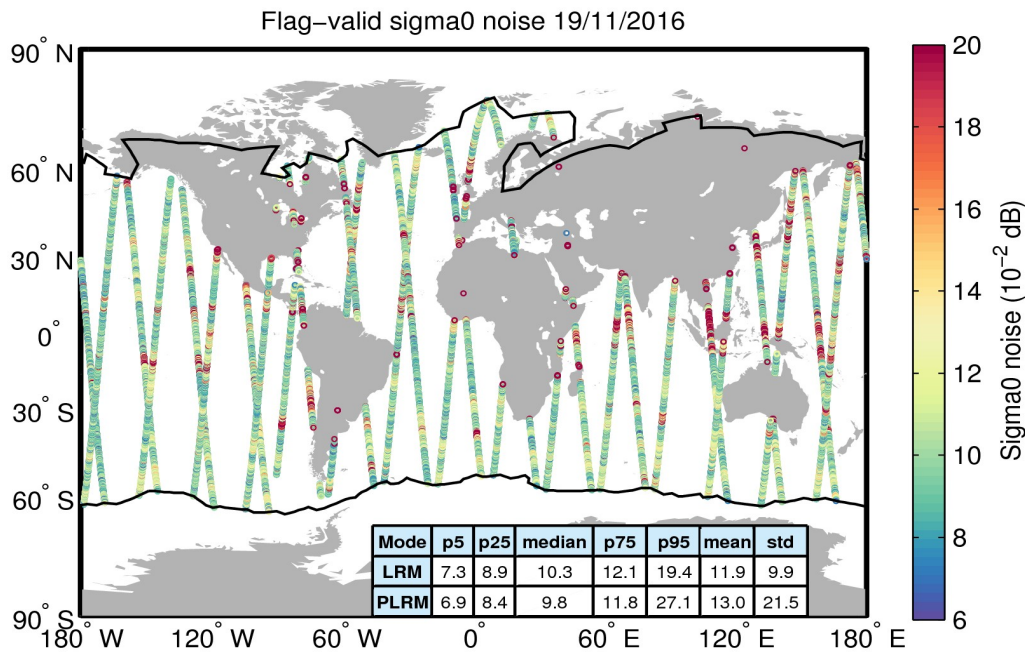 Flag−valid sigma0 noise 19/11/2016
90° N
60° N
30° N
0°
30° S
60° S
90° S
180° W
120° W
60° W
0°
60° E
120° E
180° E
Mode p5 p25 median p75 p95 mean std
LRM 7.3 8.9 10.3 12.1 19.4 11.9 9.9
PLRM 6.9 8.4 9.8 11.8 27.1 13.0 21.5
20
18
16
14
12
10
8
6
Sigma0 noise (10⁻² dB)